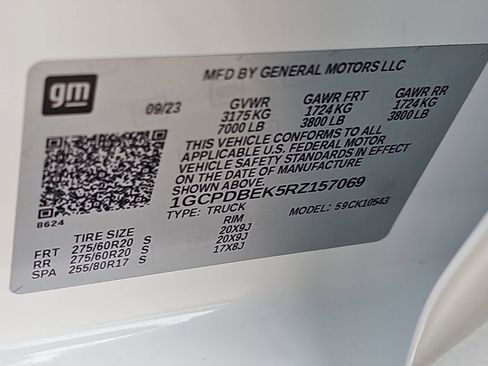 gm
MFD BY GENERAL MOTORS LLC
09/23 GVWR GAWR FRT GAWR RR
3175 KG 1724 KG 1724 KG
7000 LB 3800 LB 3800 LB
THIS VEHICLE CONFORMS TO ALL
APPLICABLE U.S. FEDERAL MOTOR
VEHICLE SAFETY STANDARDS IN EFFECT
ON THE DATE OF MANUFACTURE
SHOWN ABOVE.
1GCPDBEK5RZ157069
8624 TYPE: TRUCK MODEL: 59CK10543
TIRE SIZE RIM
FRT 275/60R20 S 20X9J
RR 275/60R20 S 20X9J
SPA 255/80R17 S 17X8J